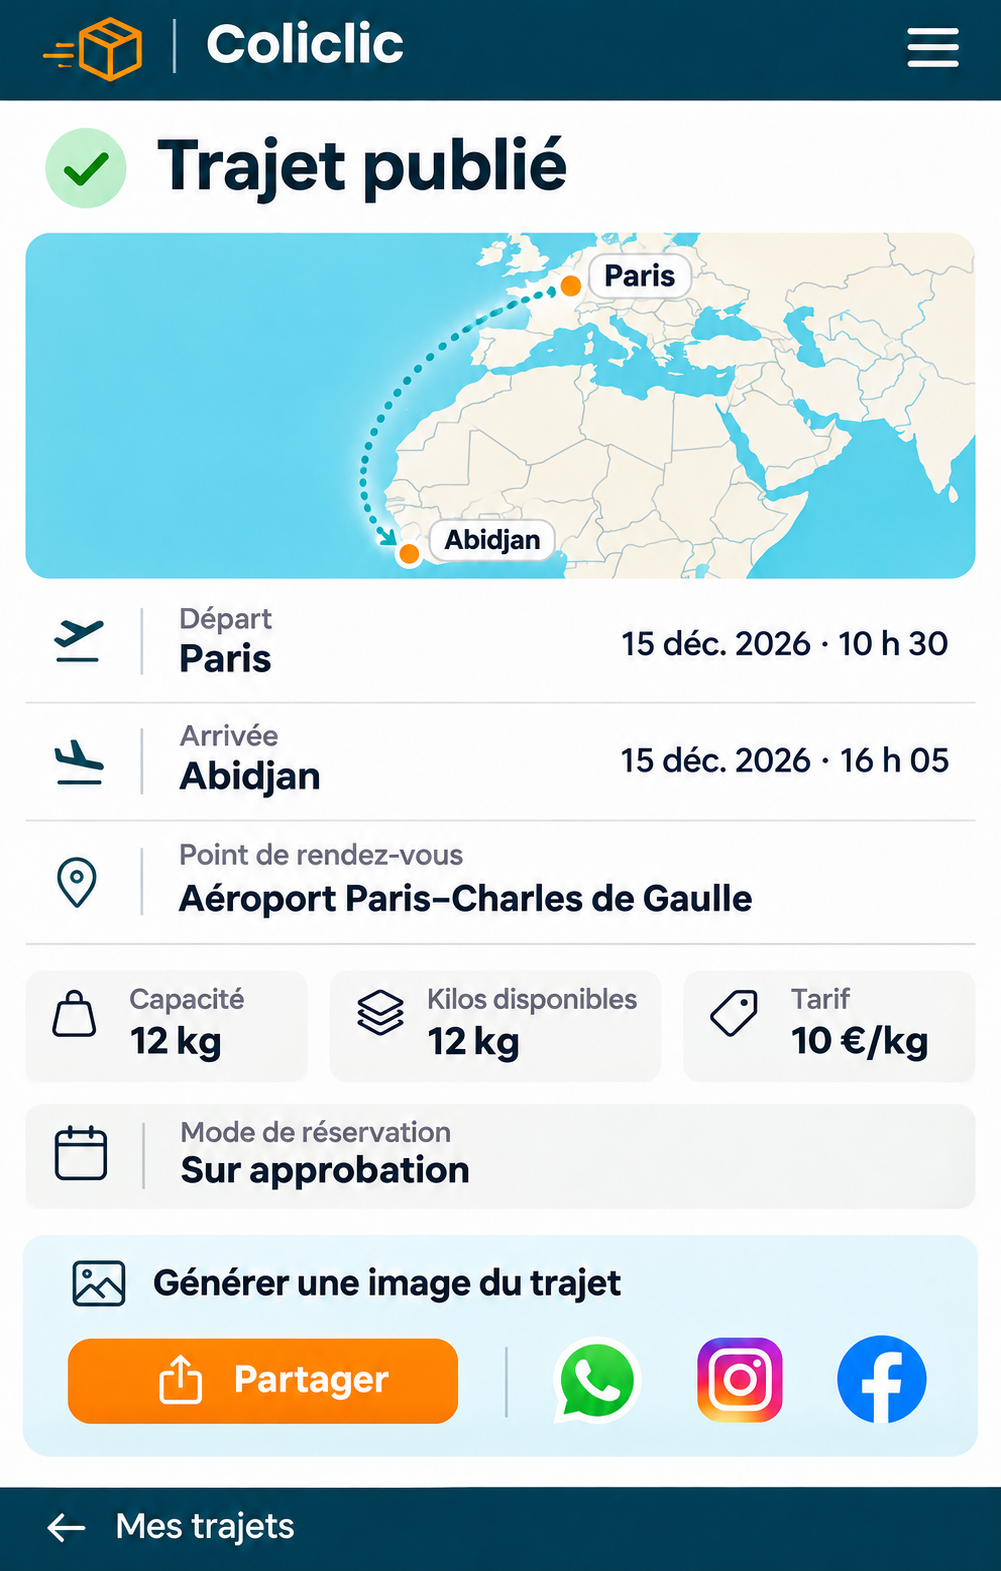 Coliclic
Trajet publié
Paris
Abidjan
Départ
Paris
15 déc. 2026 · 10 h 30
Arrivée
Abidjan
15 déc. 2026 · 16 h 05
Point de rendez-vous
Aéroport Paris–Charles de Gaulle
Capacité
12 kg
Kilos disponibles
12 kg
Tarif
10 €/kg
Mode de réservation
Sur approbation
Générer une image du trajet
Partager
Mes trajets